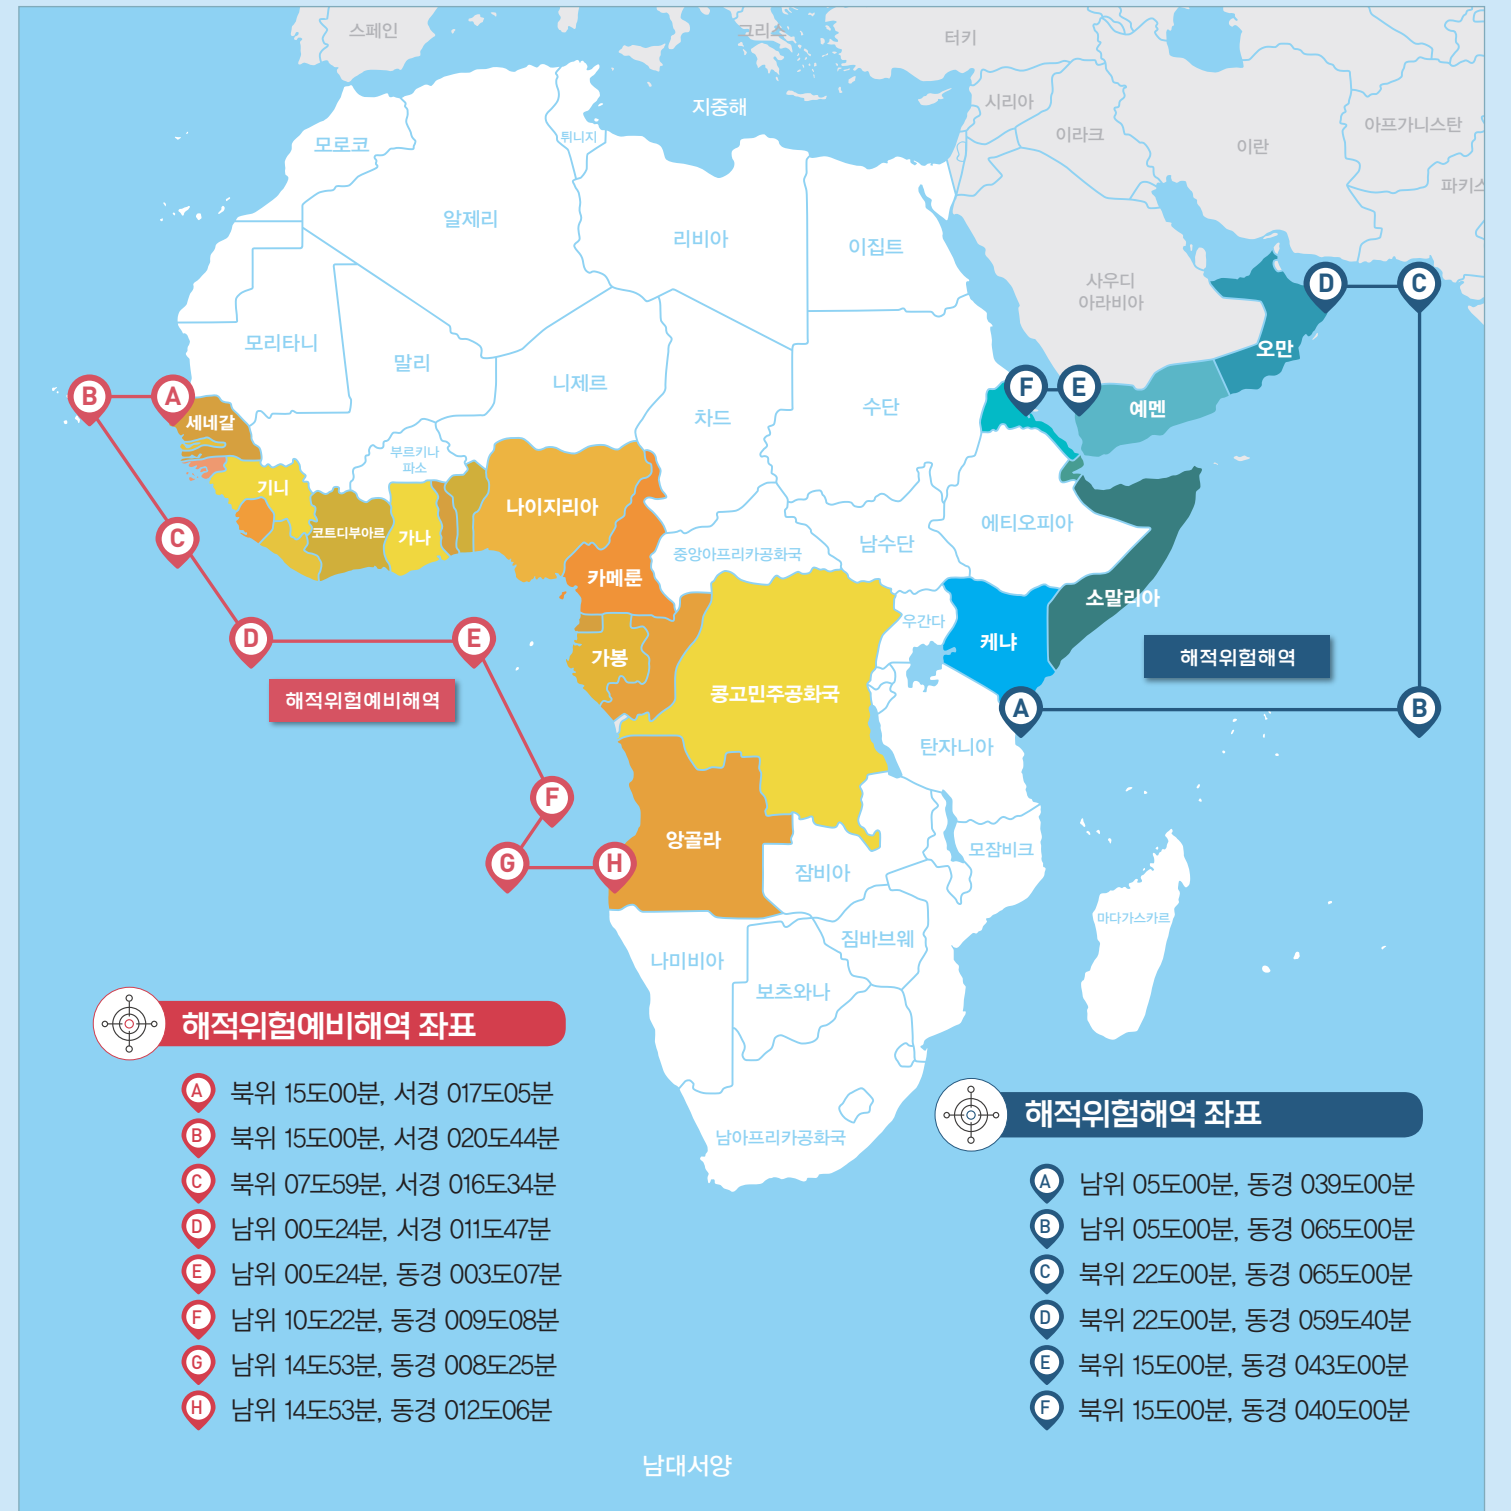 스페인
크리스
터키
지중해
시리아
이라크
이란
아프가니스탄
파키스
모로코
튀니지
알제리
리비아
이집트
사우디
아라비아
D
C
모리타니
말리
니제르
차드
수단
오만
B
A
세네갈
F
E
예멘
부르키나
파소
기니
코트디부아르
가나
나이지리아
에티오피아
C
중앙아프리카공화국
남수단
카메룬
소말리아
D
E
가봉
우간다
케냐
해적위험해역
해적위험예비해역
콩고민주공화국
A
B
탄자니아
F
앙골라
모잠비크
G
H
잠비아
마다가스카르
나미비아
짐바브웨
보츠와나
남아프리카공화국
해적위험예비해역 좌표
A 북위 15도00분, 서경 017도05분
B 북위 15도00분, 서경 020도44분
C 북위 07도59분, 서경 016도34분
D 남위 00도24분, 서경 011도47분
E 남위 00도24분, 동경 003도07분
F 남위 10도22분, 동경 009도08분
G 남위 14도53분, 동경 008도25분
H 남위 14도53분, 동경 012도06분
해적위험해역 좌표
A 남위 05도00분, 동경 039도00분
B 남위 05도00분, 동경 065도00분
C 북위 22도00분, 동경 065도00분
D 북위 22도00분, 동경 059도40분
E 북위 15도00분, 동경 043도00분
F 북위 15도00분, 동경 040도00분
남대서양